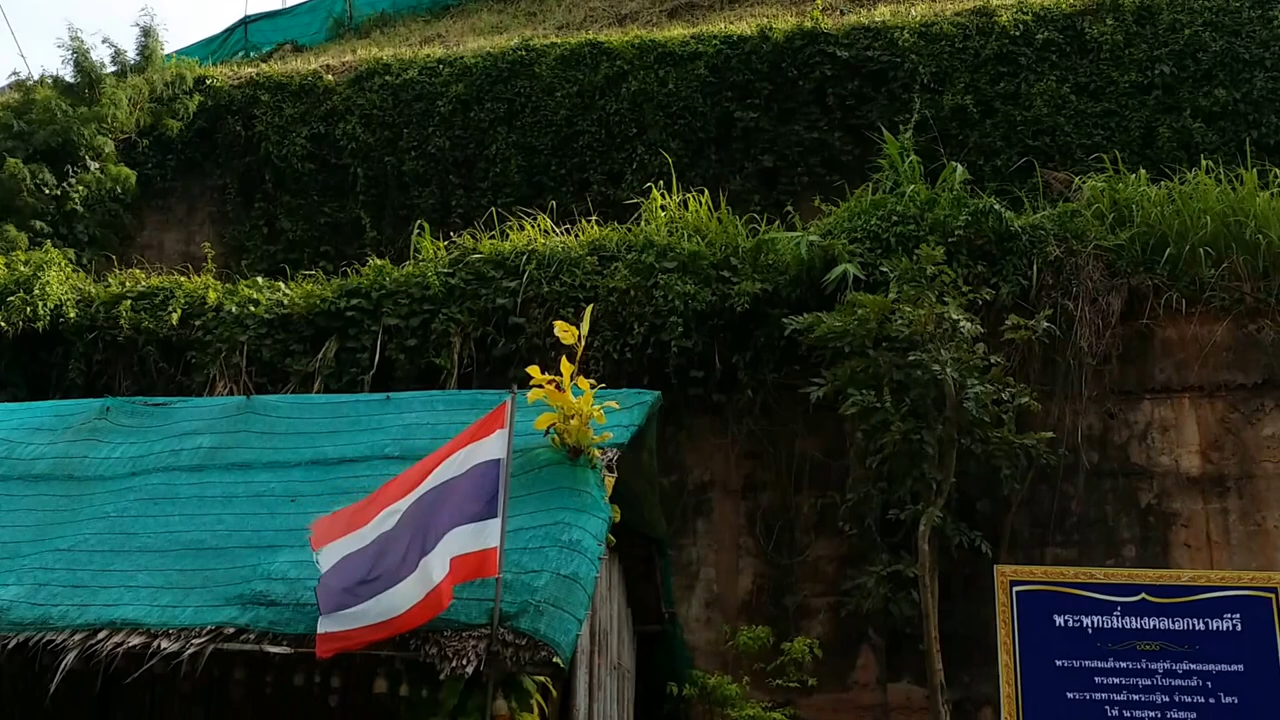 พระพุทธมิ่งมงคลเอกนาคคีรี
พระบาทสมเด็จพระเจ้าอยู่หัวภูมิพลอดุลยเดช
ทรงพระกรุณาโปรดเกล้า ฯ
พระราชทานผ้าพระกฐิน จำนวน ๑ ไตร
ให้ นายสุพร วนิชกุล